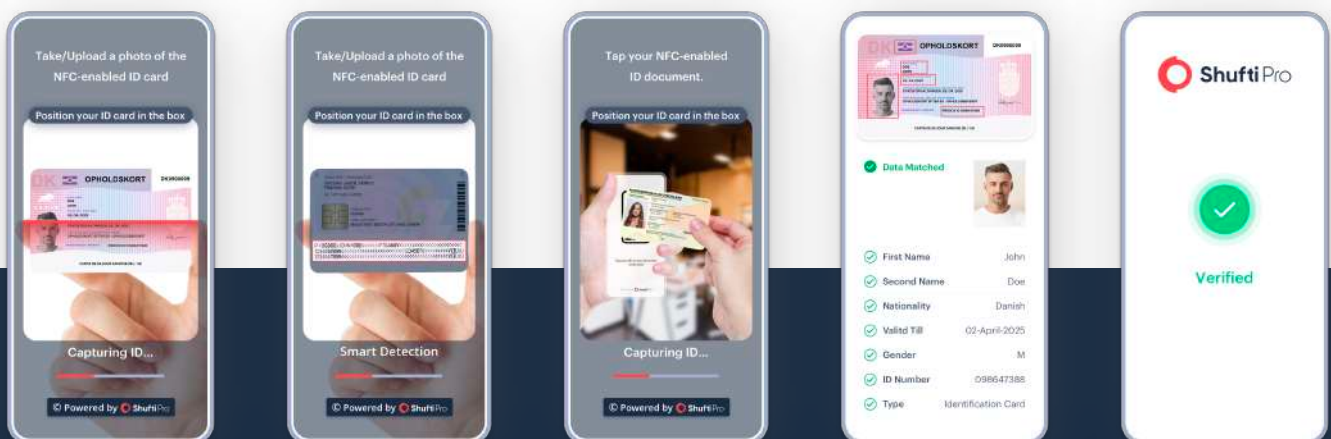 Take/Upload a photo of the
NFC-enabled ID card
Position your ID card in the box
DK OPHOLDSKORT
Capturing ID...
© Powered by ShuftiPro
Take/Upload a photo of the
NFC-enabled ID card
Position your ID card in the box
Smart Detection
© Powered by ShuftiPro
Tap your NFC-enabled
ID document.
Position your ID card in the box
Capturing ID...
© Powered by ShuftiPro
DK OPHOLDSKORT
Data Matched
First Name John
Second Name Doe
Nationality Danish
Valitd Till 02-April-2025
Gender M
ID Number 098647388
Type Identification Card
ShuftiPro
Verified